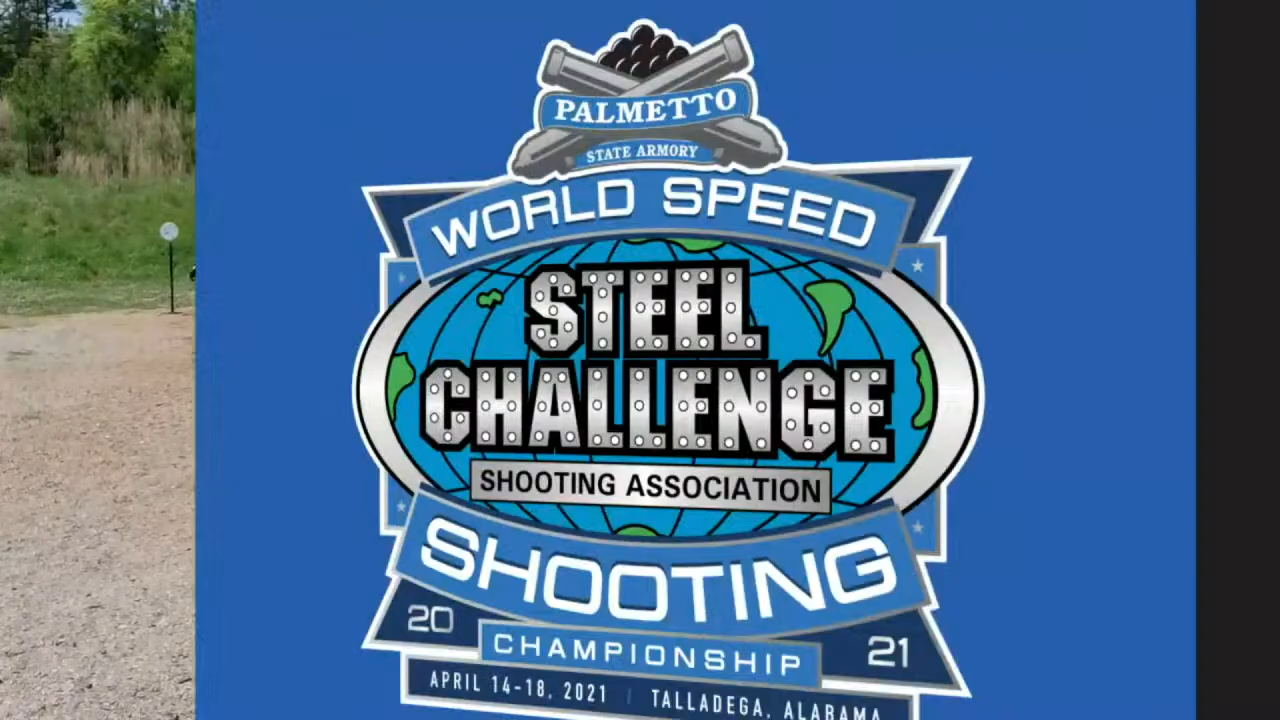 PALMETTO
STATE ARMORY
WORLD SPEED
STEEL
CHALLENGE
SHOOTING ASSOCIATION
SHOOTING
20 21
CHAMPIONSHIP
APRIL 14-18, 2021 | TALLADEGA, ALABAMA